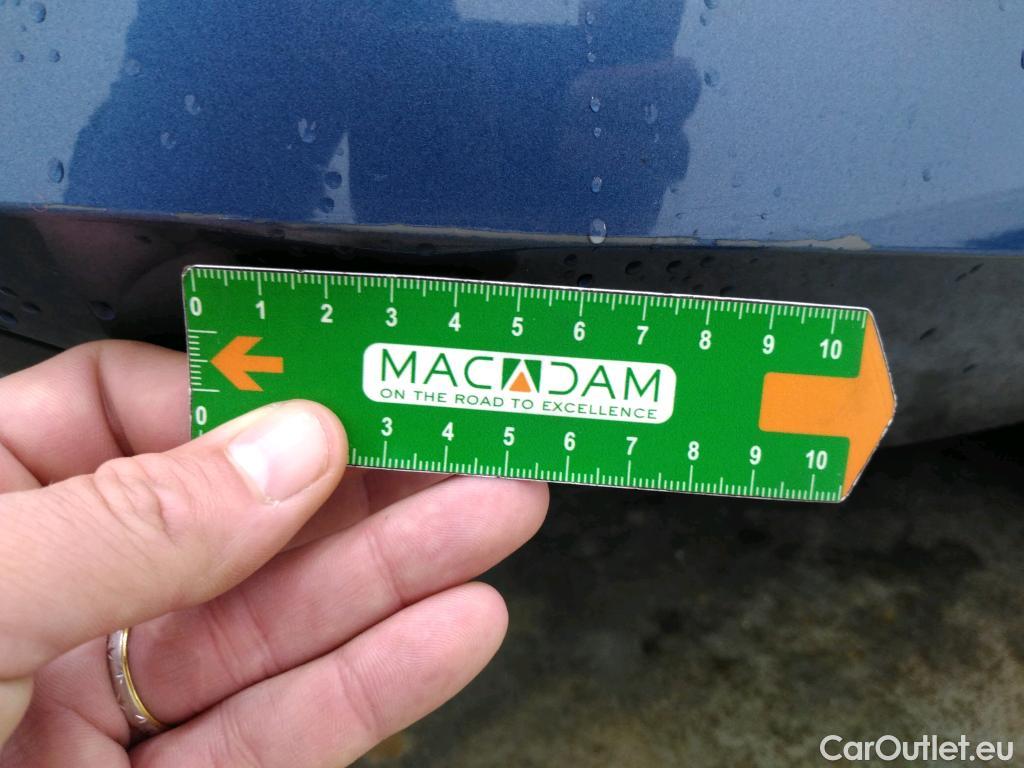 0 1 2 3 4 5 6 7 8 9 10
MACADAM
ON THE ROAD TO EXCELLENCE
0 3 4 5 6 7 8 9 10
CarOutlet.eu